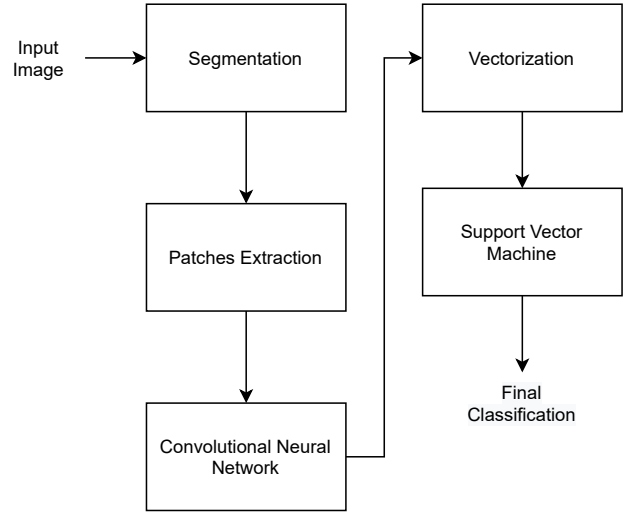 Input
Image
Segmentation
Patches Extraction
Convolutional Neural
Network
Vectorization
Support Vector
Machine
Final
Classification